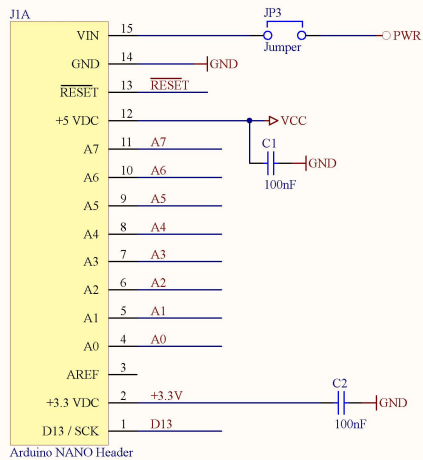 J1A
JP3
VIN 15 Jumper PWR
GND 14 GND
RESET 13 RESET
+5 VDC 12 VCC
A7 11 A7 C1 GND
A6 10 A6 100nF
A5 9 A5
A4 8 A4
A3 7 A3
A2 6 A2
A1 5 A1
A0 4 A0
AREF 3
+3.3 VDC 2 +3.3V C2 GND
D13 / SCK 1 D13 100nF
Arduino NANO Header